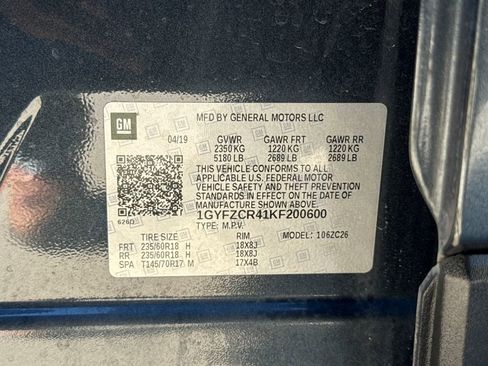 MFD BY GENERAL MOTORS LLC
GM
04/19 GVWR GAWR FRT GAWR RR
2350 KG 1220 KG 1220 KG
5180 LB 2689 LB 2689 LB
THIS VEHICLE CONFORMS TO ALL
APPLICABLE U.S. FEDERAL MOTOR
VEHICLE SAFETY AND THEFT PREVENTION
STANDARDS IN EFFECT ON THE DATE OF
MANUFACTURE SHOWN ABOVE.
1GYFZCR41KF200600
TYPE: M.P.V.
TIRE SIZE RIM MODEL: 106ZC26
FRT 235/60R18 H 18X8J
RR 235/60R18 H 18X8J
SPA T145/70R17 M 17X4B